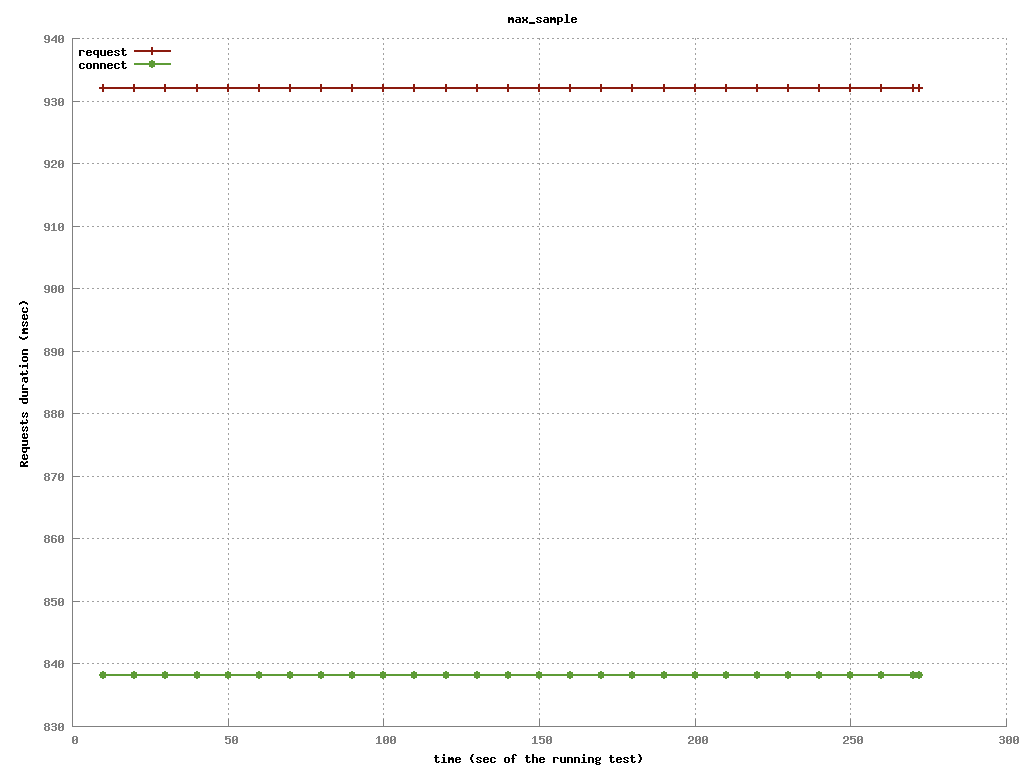 max_sample
940
request
connect
930
920
910
900
890
880
870
860
850
840
830
Requests duration (msec)
0 50 100 150 200 250 300
time (sec of the running test)